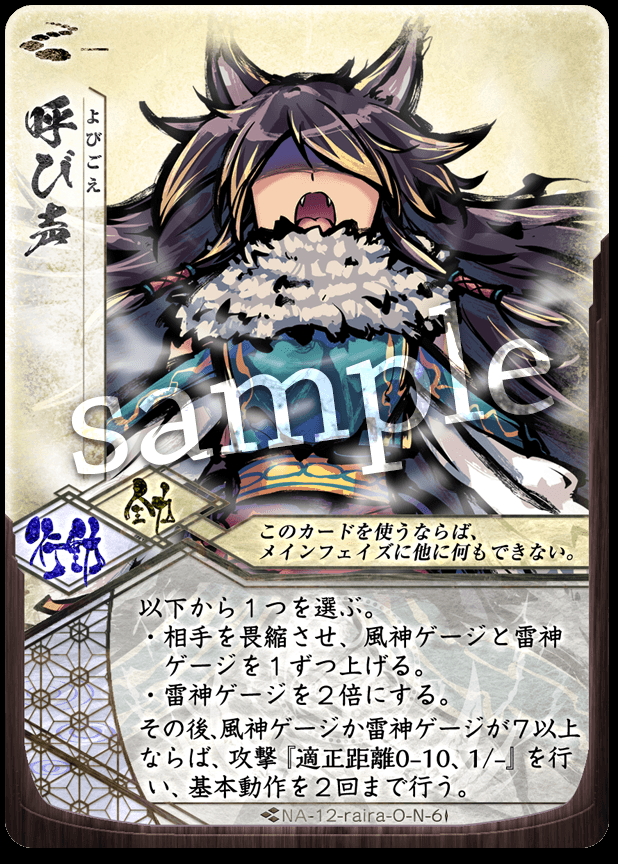 呼び声
よびごえ
sample
行動
全力
このカードを使うならば、
メインフェイズに他に何もできない。
以下から１つを選ぶ。
・相手を畏縮させ、風神ゲージと雷神
ゲージを１ずつ上げる。
・雷神ゲージを２倍にする。
その後、風神ゲージか雷神ゲージが７以上
ならば、攻撃『適正距離0-10、1/-』を行
い、基本動作を２回まで行う。
NA-12-raira-O-N-6